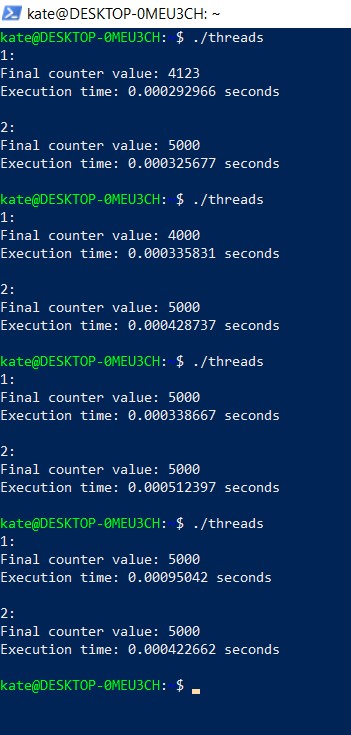 kate@DESKTOP-0MEU3CH: ~
kate@DESKTOP-0MEU3CH: $ ./threads
1:
Final counter value: 4123
Execution time: 0.000292966 seconds
2:
Final counter value: 5000
Execution time: 0.000325677 seconds
kate@DESKTOP-0MEU3CH: $ ./threads
1:
Final counter value: 4000
Execution time: 0.000335831 seconds
2:
Final counter value: 5000
Execution time: 0.000428737 seconds
kate@DESKTOP-0MEU3CH: $ ./threads
1:
Final counter value: 5000
Execution time: 0.000338667 seconds
2:
Final counter value: 5000
Execution time: 0.000512397 seconds
kate@DESKTOP-0MEU3CH: $ ./threads
1:
Final counter value: 5000
Execution time: 0.00095042 seconds
2:
Final counter value: 5000
Execution time: 0.000422662 seconds
kate@DESKTOP-0MEU3CH: $